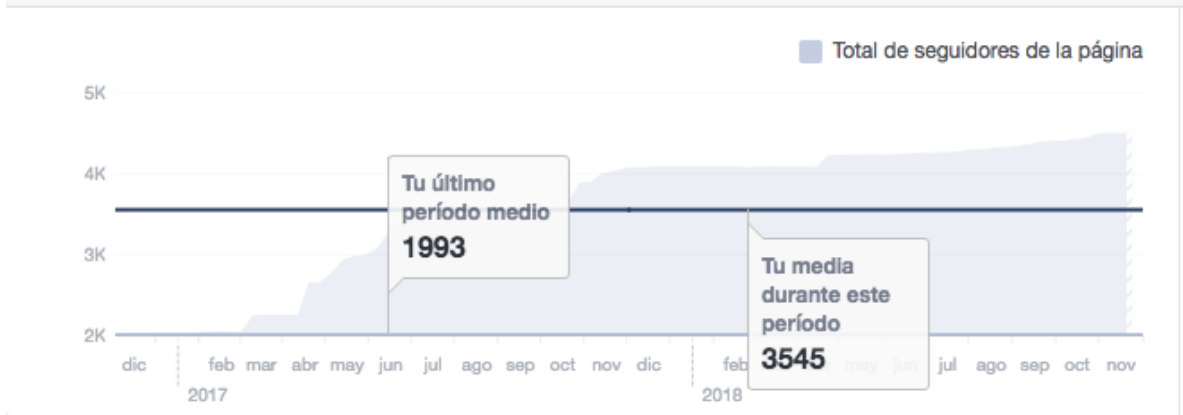 Total de seguidores de la página
5K
4K
3K
2K
Tu último
período medio
1993
Tu media
durante este
período
3545
dic feb mar abr may jun jul ago sep oct nov dic feb may jun jul ago sep oct nov
2017 2018